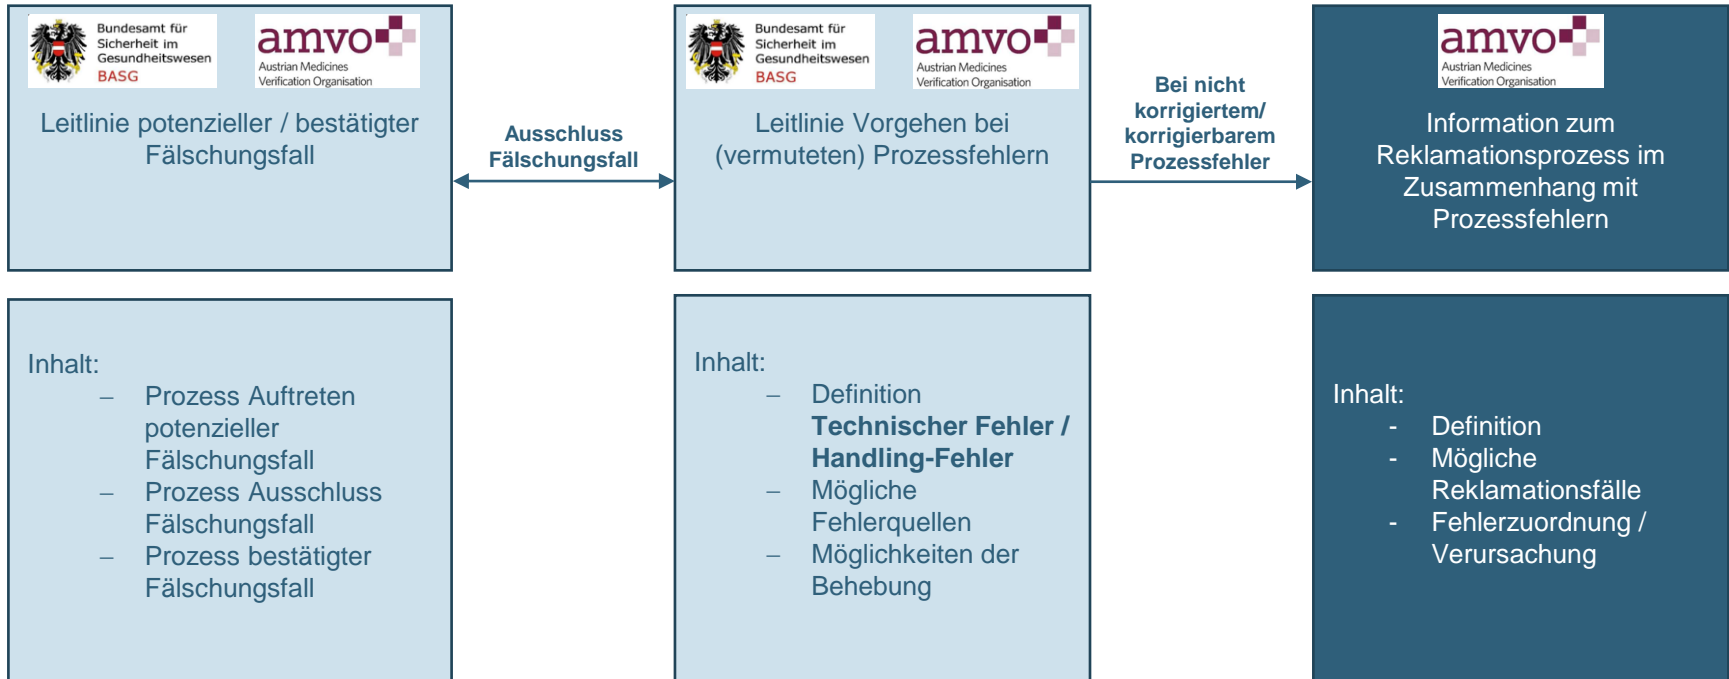 Bundesamt für
Sicherheit im
Gesundheitswesen
BASG
amvo
Austrian Medicines
Verification Organisation
Leitlinie potenzieller / bestätigter
Fälschungsfall
Ausschluss
Fälschungsfall
Bundesamt für
Sicherheit im
Gesundheitswesen
BASG
amvo
Austrian Medicines
Verification Organisation
Leitlinie Vorgehen bei
(vermuteten) Prozessfehlern
Bei nicht
korrigiertem/
korrigierbarem
Prozessfehler
amvo
Austrian Medicines
Verification Organisation
Information zum
Reklamationsprozess im
Zusammenhang mit
Prozessfehlern
Inhalt:
– Prozess Auftreten
potenzieller
Fälschungsfall
– Prozess Ausschluss
Fälschungsfall
– Prozess bestätigter
Fälschungsfall
Inhalt:
– Definition
Technischer Fehler /
Handling-Fehler
– Mögliche
Fehlerquellen
– Möglichkeiten der
Behebung
Inhalt:
- Definition
- Mögliche
Reklamationsfälle
- Fehlerzuordnung /
Verursachung